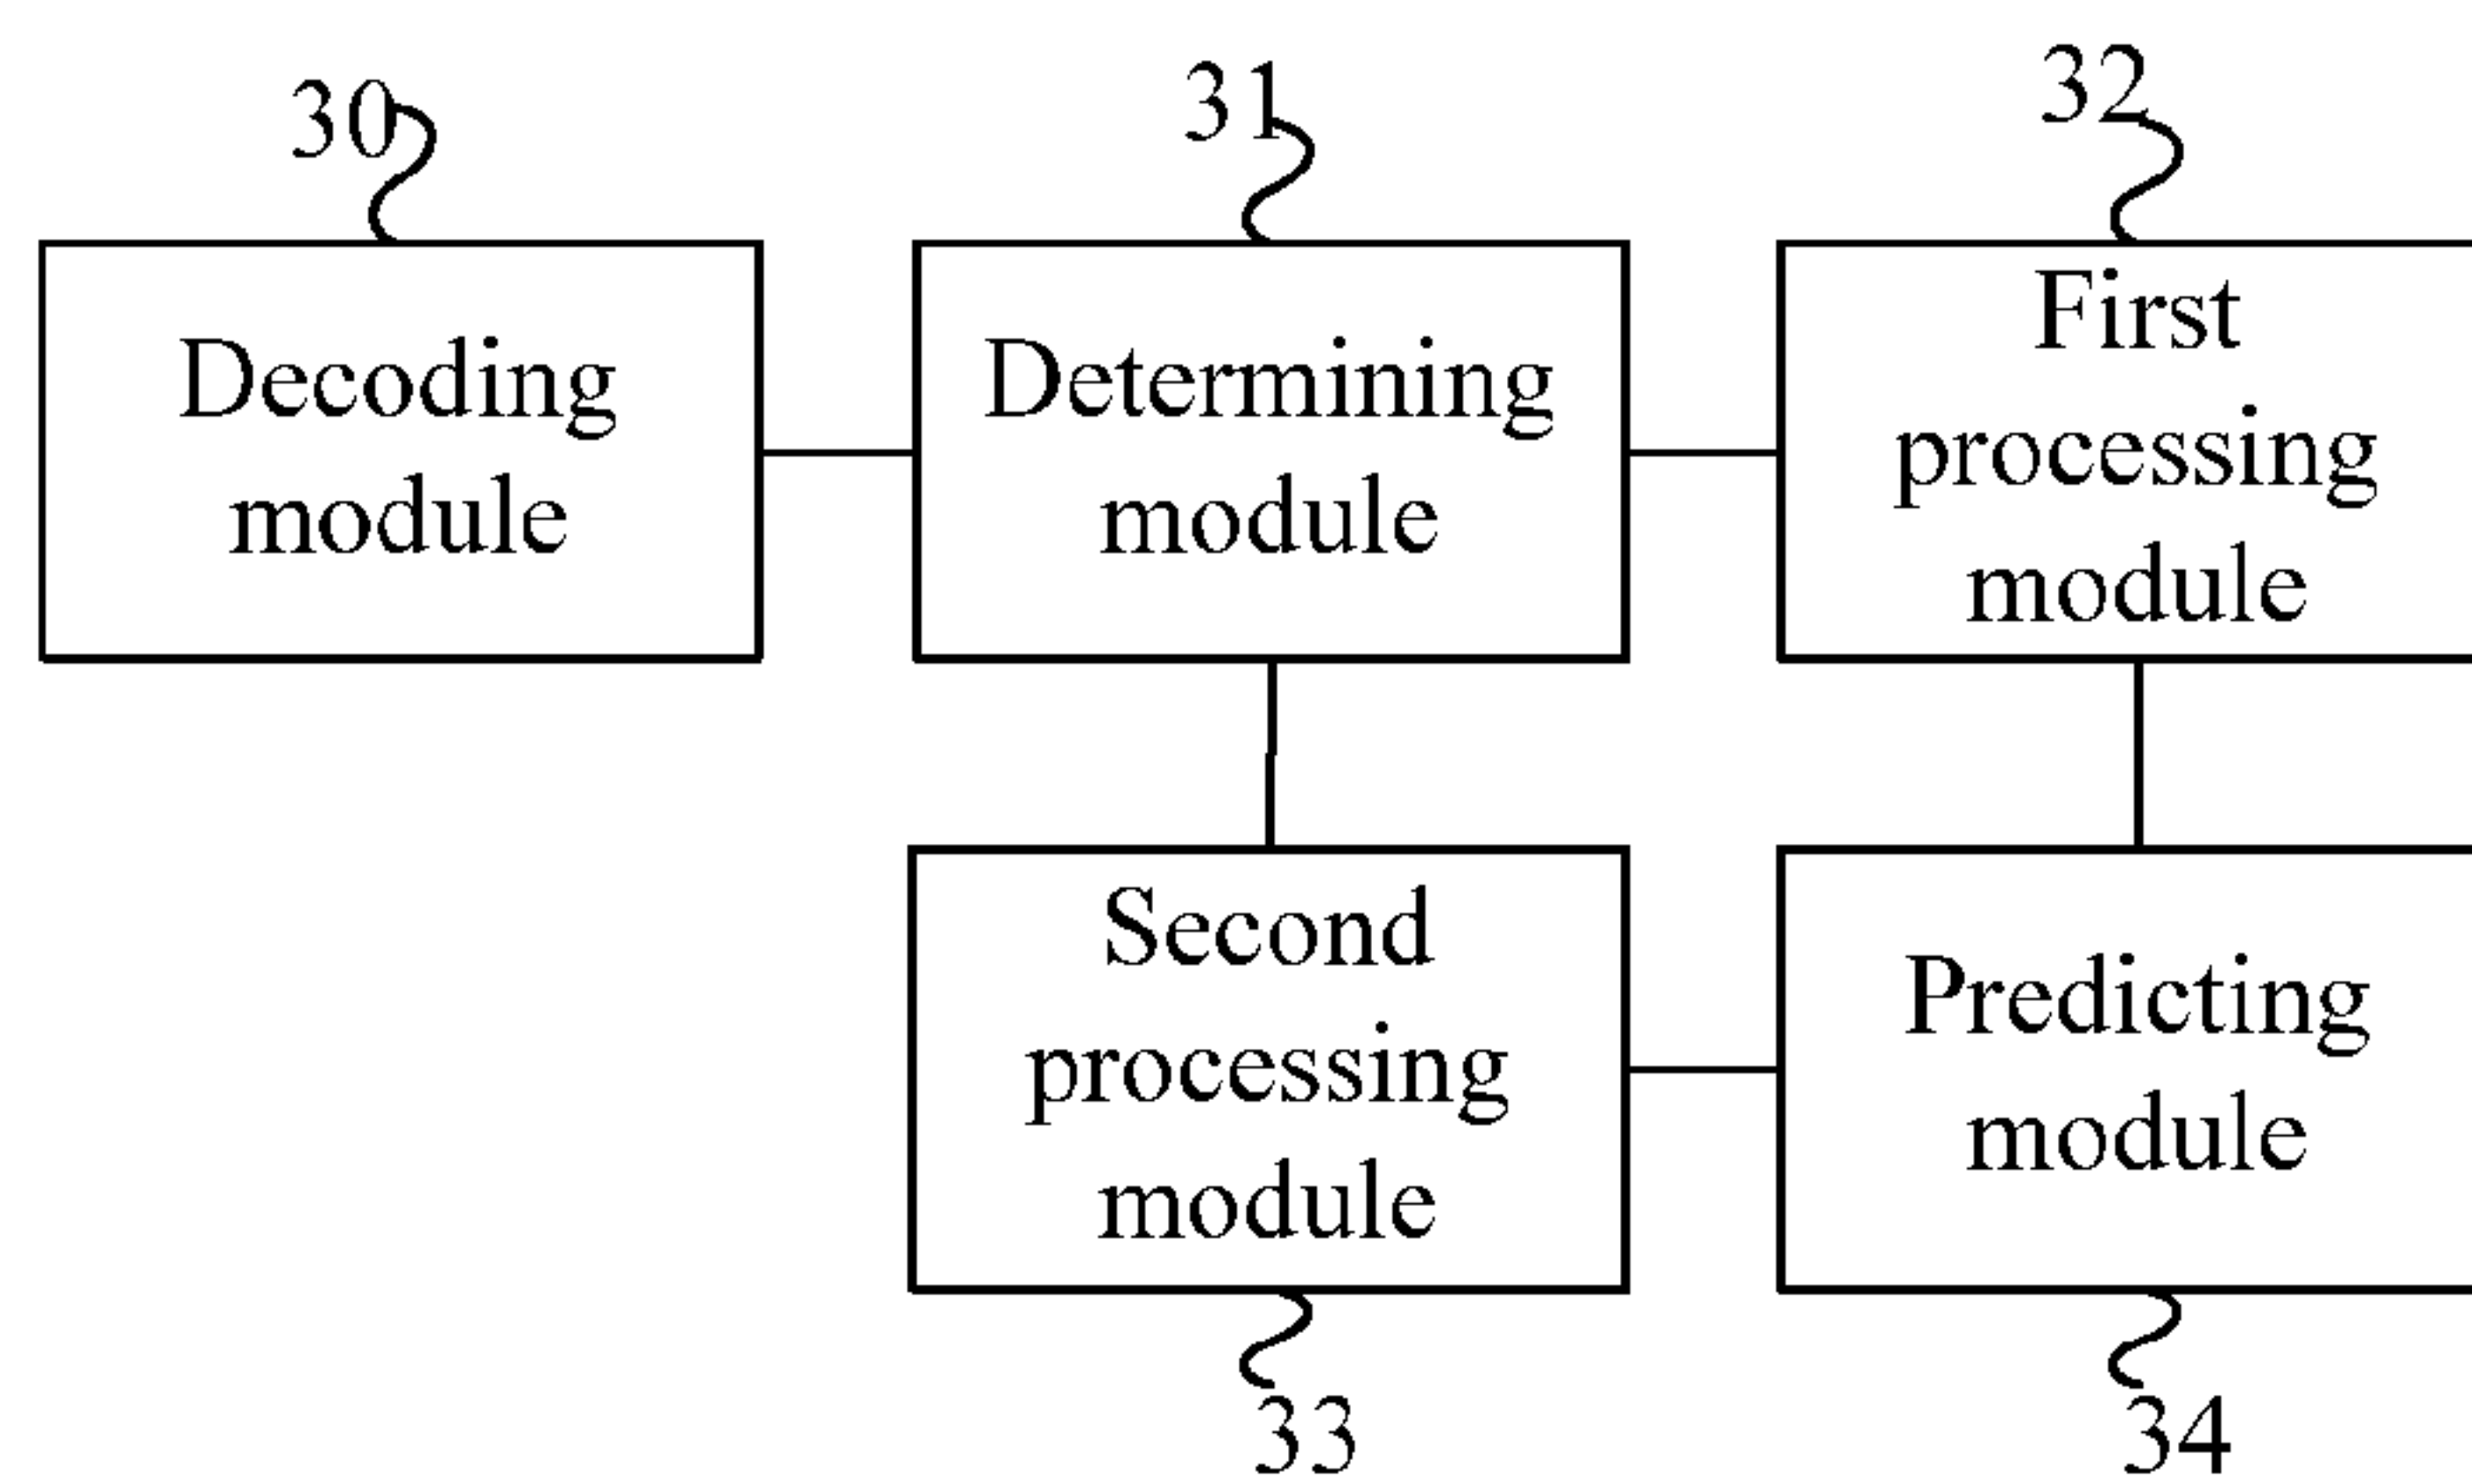 30
31
32
Decoding
module
Determining
module
First
processing
module
Second
processing
module
Predicting
module
33
34